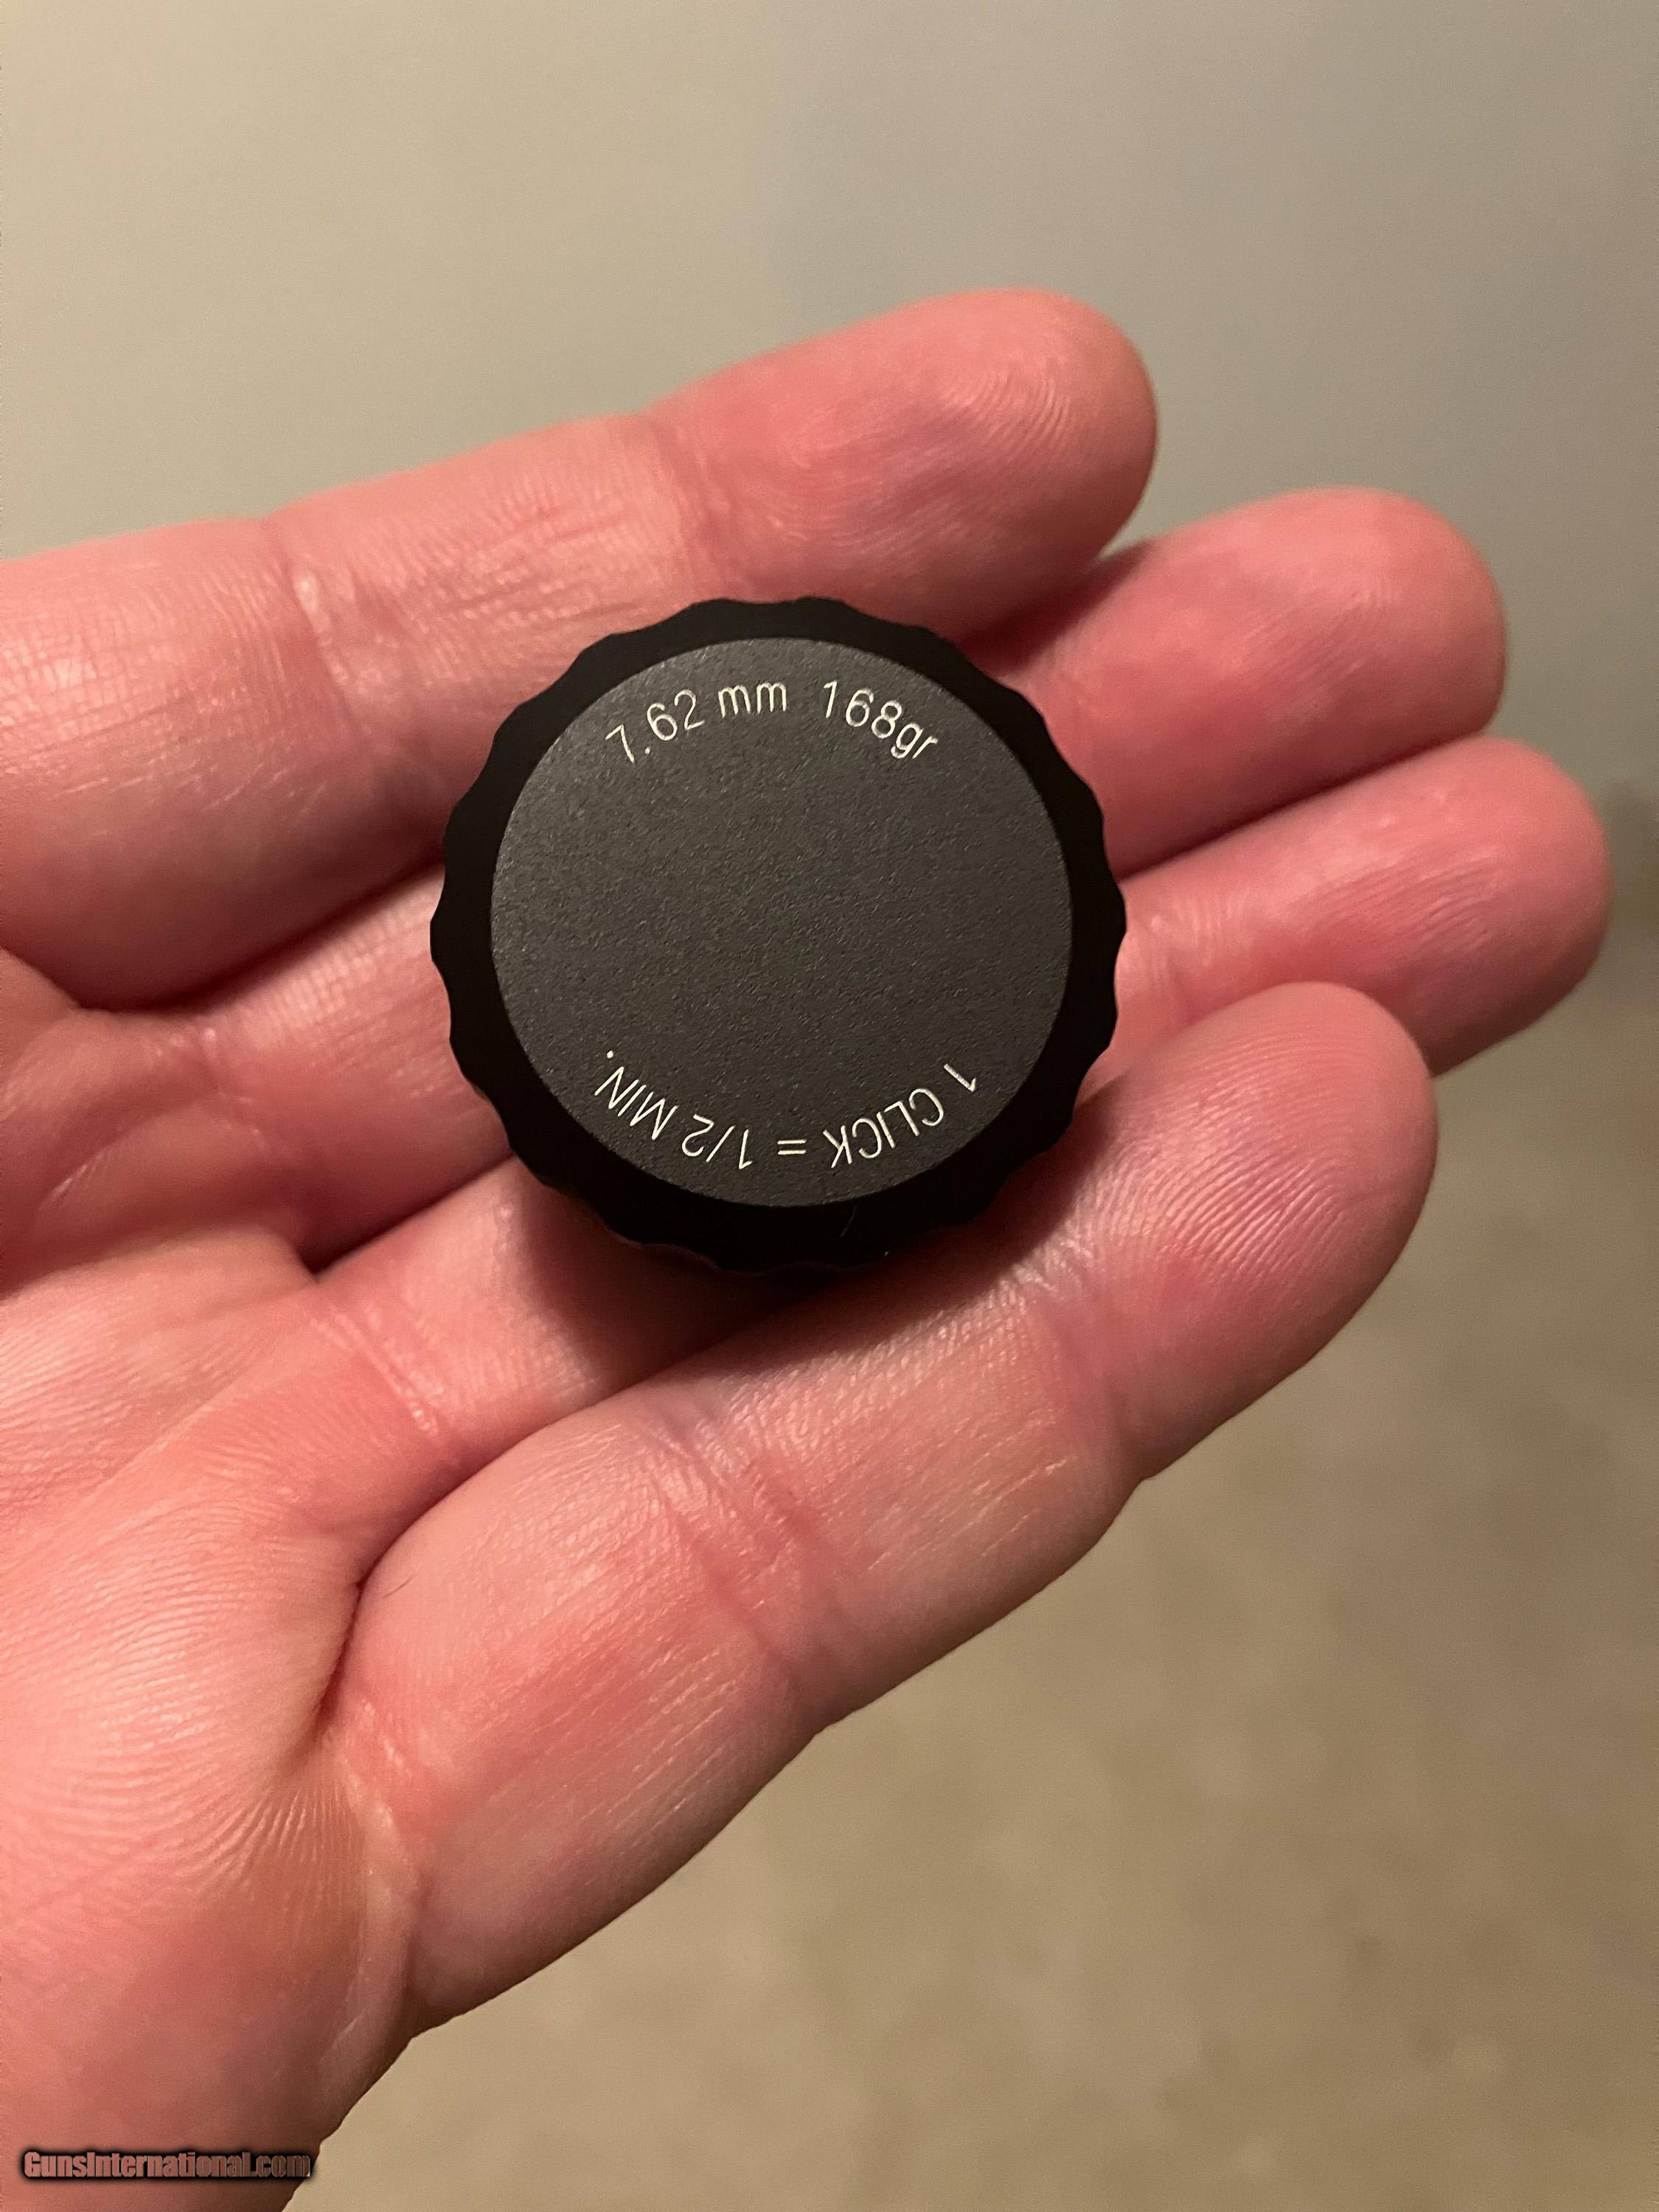 7.62 mm 168gr
1 CLICK = 1/2 MIN.
GunsInternational.com